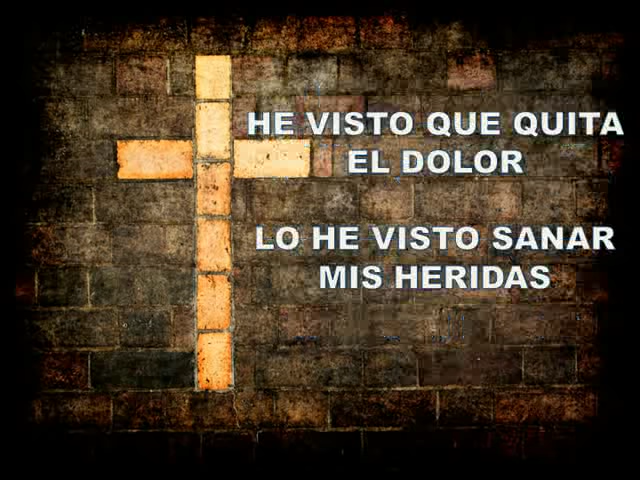 HE VISTO QUE QUITA
EL DOLOR
LO HE VISTO SANAR
MIS HERIDAS